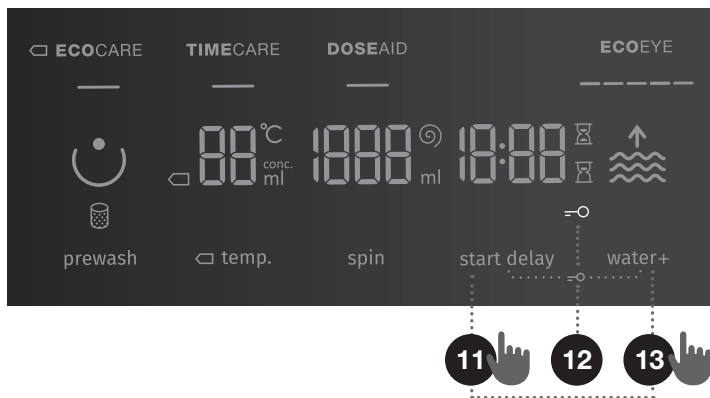 ECOCARE TIMECARE DOSEAID ECOEYE
88 °C 1888 18:88
conc.
ml ml
prewash temp. spin start delay water+
11 12 13